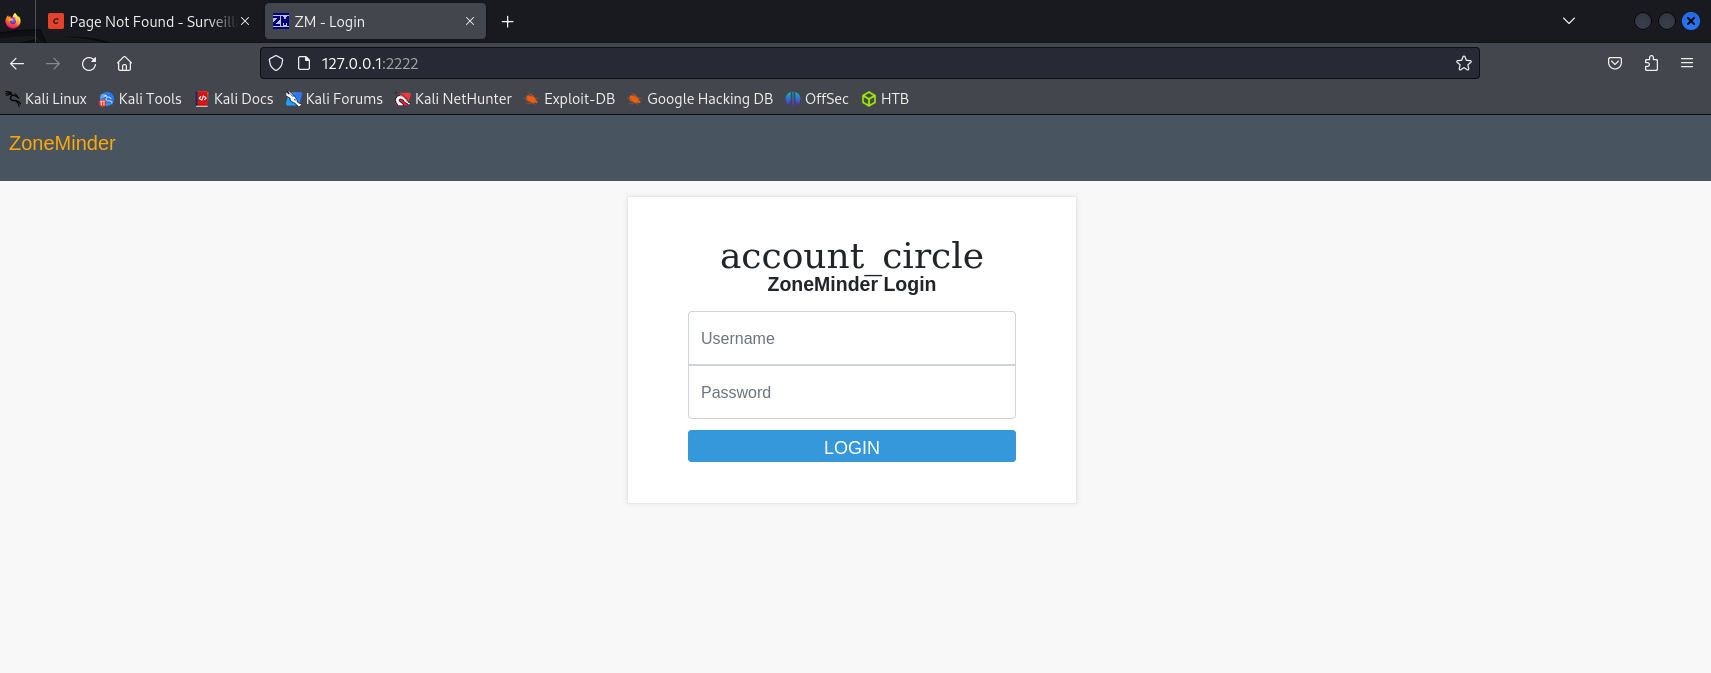 Page Not Found - Surveill
ZM ZM - Login
127.0.0.1:2222
Kali Linux Kali Tools Kali Docs Kali Forums Kali NetHunter Exploit-DB Google Hacking DB OffSec HTB
ZoneMinder
account_circle
ZoneMinder Login
Username
Password
LOGIN